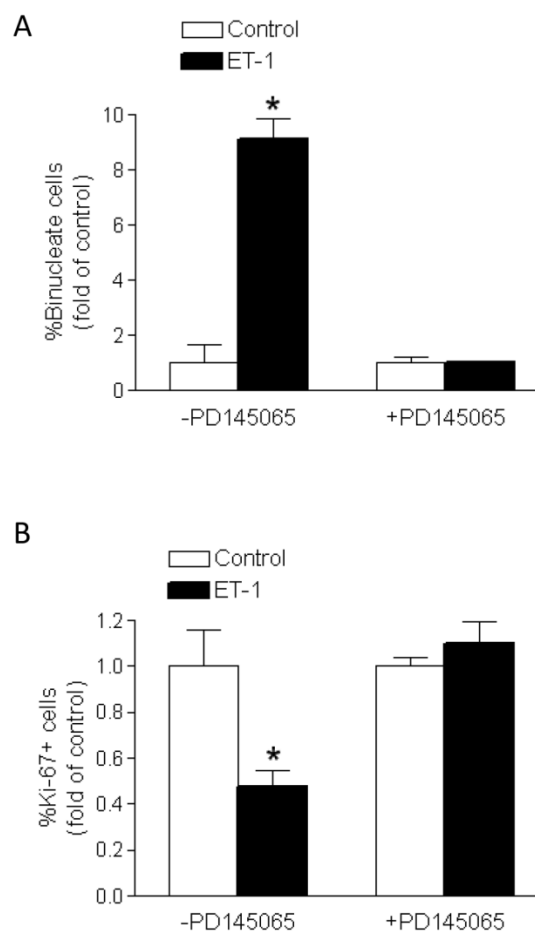 A
Control
ET-1
%Binucleate cells
(fold of control)
10
8
6
4
2
0
*
-PD145065
+PD145065
B
Control
ET-1
%Ki-67+ cells
(fold of control)
1.2
1.0
0.8
0.6
0.4
0.2
0.0
*
-PD145065
+PD145065